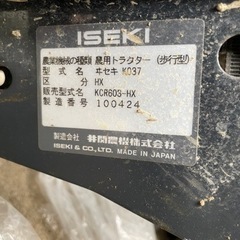 ISEKI
農業機械の種類 農用トラクター(歩行型)
型式 ヰセキ KC37
区分 HX
販売型式名 KCR60S-HX
製造番号 100424
製造会社 井関農機株式会社
ISEKI & CO., LTD. MADE IN JAPAN